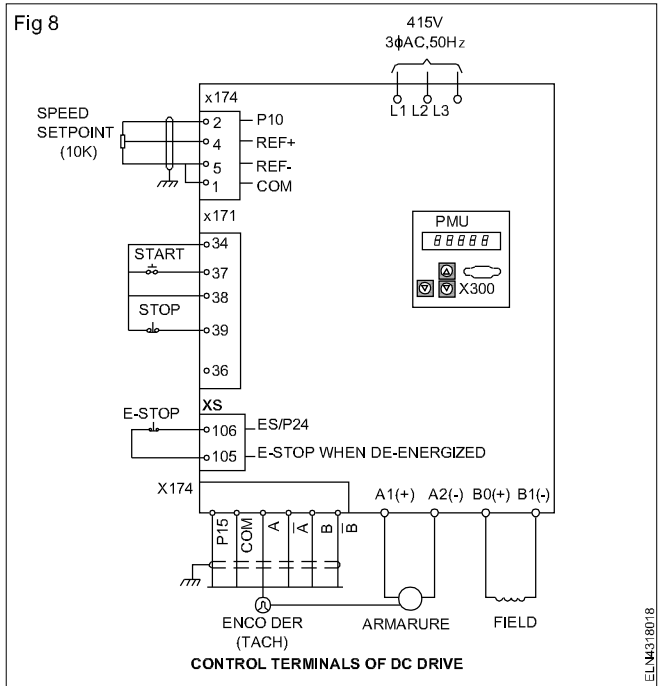 Fig 8
415V
3ɸAC,50Hz
L1 L2 L3
x174
SPEED
SETPOINT
(10K)
2
P10
4
REF+
5
REF-
1
COM
x171
34
START
37
38
STOP
39
36
PMU
88888
X300
XS
E-STOP
106
ES/P24
105
E-STOP WHEN DE-ENERGIZED
X174
A1(+) A2(-) B0(+) B1(-)
P15
COM
A
A̅
B
B̅
ENCO DER
(TACH)
ARMARURE
FIELD
CONTROL TERMINALS OF DC DRIVE
ELN4318018